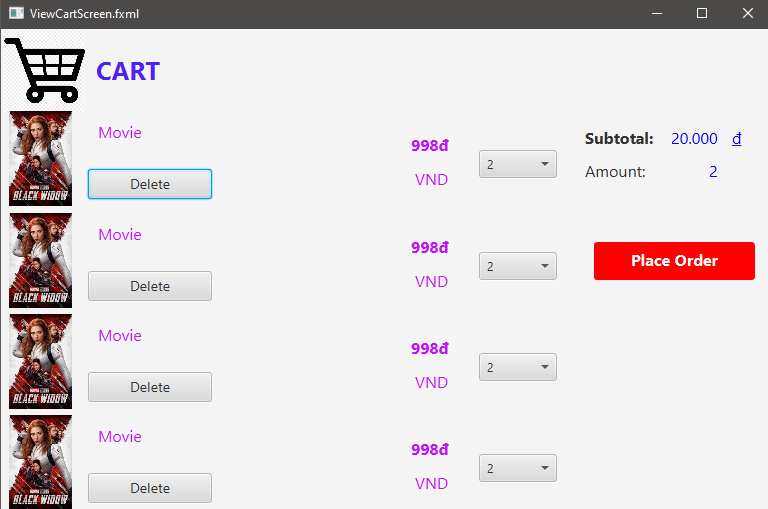 ViewCartScreen.fxml
CART
Movie
998đ
VND
2
Delete
Subtotal: 20.000 đ
Amount: 2
Place Order
BLACK WIDOW
Movie
998đ
VND
2
Delete
BLACK WIDOW
Movie
998đ
VND
2
Delete
BLACK WIDOW
Movie
998đ
VND
2
Delete
BLACK WIDOW